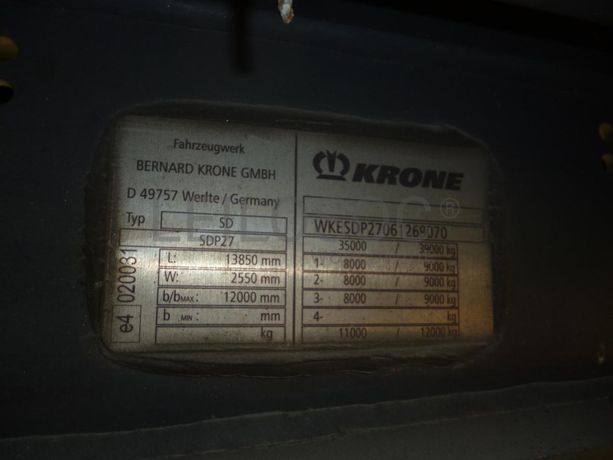 Fahrzeugwerk
BERNARD KRONE GMBH
D 49757 Werlte / Germany
Typ SD
SDP27
L: 13850 mm
W: 2550 mm
b/bMAX: 12000 mm
b MIN: mm
kg
e4 020031
KRONE
35000 / 39000 kg
1- 8000 9000 kg
2- 8000 / 9000 kg
3- 8000 / 9000 kg
4-
11000 / 12000 kg